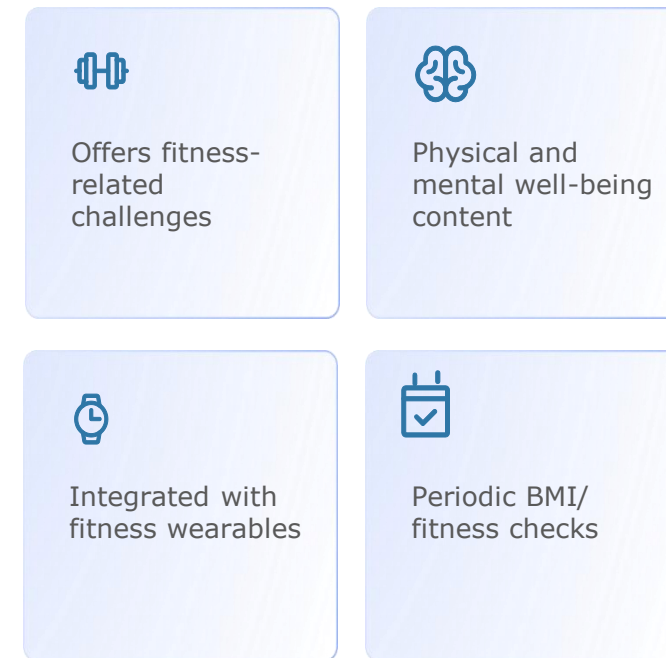 Offers fitness-
related
challenges
Physical and
mental well-being
content
Integrated with
fitness wearables
Periodic BMI/
fitness checks